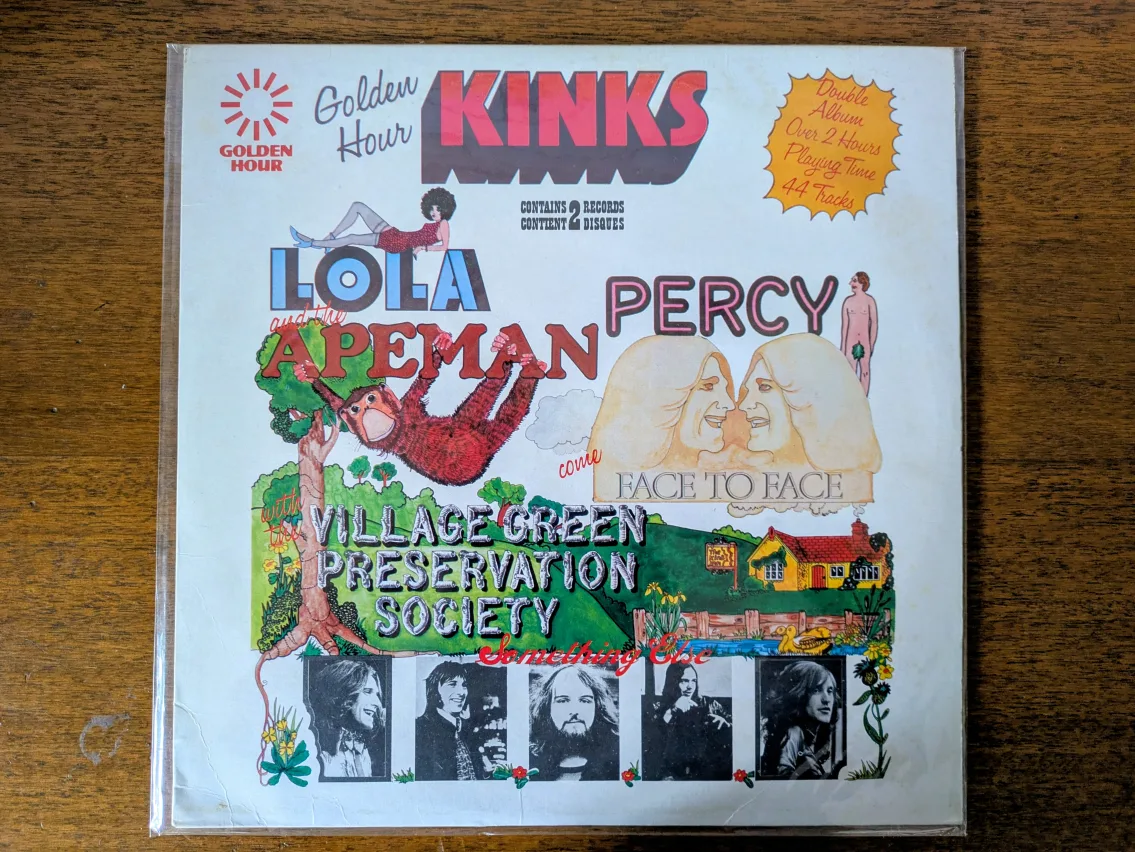 GOLDEN
HOUR
Golden
Hour
KINKS
Double
Album
Over 2 Hours
Playing Time
44 Tracks
CONTAINS 2 RECORDS
CONTIENT 2 DISQUES
LOLA
and the
APEMAN
PERCY
come
FACE TO FACE
with
the
VILLAGE GREEN
PRESERVATION
SOCIETY
Something Else